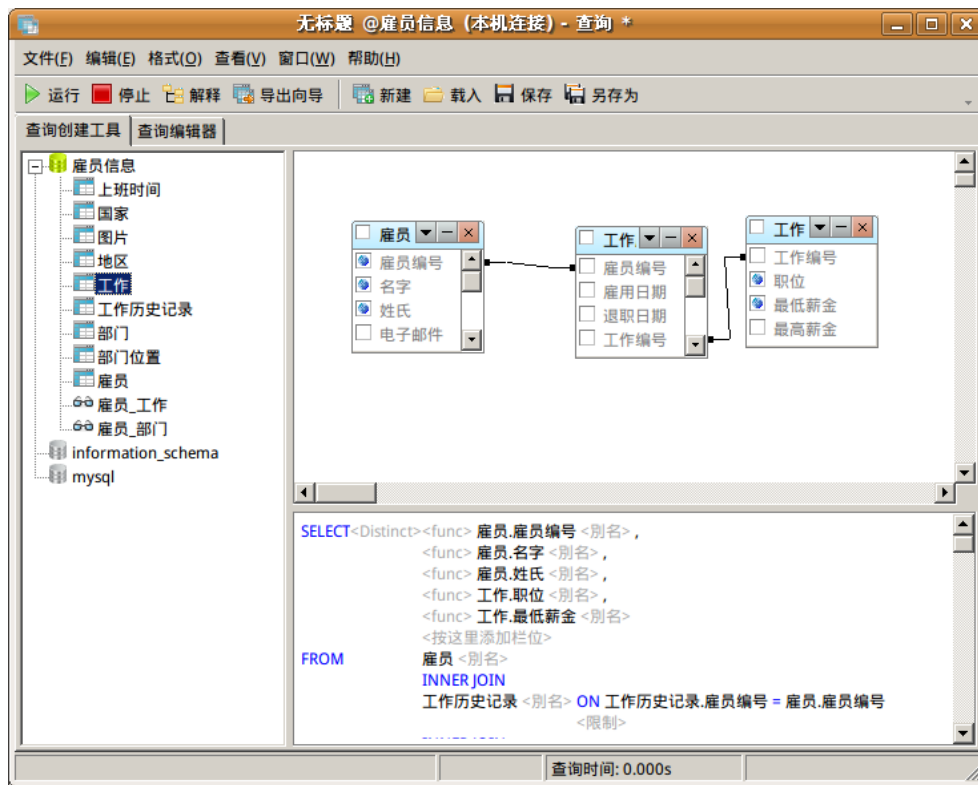 无标题 @雇员信息 (本机连接) - 查询 *
文件(F) 编辑(E) 格式(O) 查看(V) 窗口(W) 帮助(H)
运行 停止 解释 导出向导 新建 载入 保存 另存为
查询创建工具 查询编辑器
雇员信息
上班时间
国家
图片
地区
工作
工作历史记录
部门
部门位置
雇员
雇员_工作
雇员_部门
information_schema
mysql
雇员
雇员编号
名字
姓氏
电子邮件
工作
雇员编号
雇用日期
退职日期
工作编号
工作
工作编号
职位
最低薪金
最高薪金
SELECT<Distinct><func> 雇员.雇员编号 <别名> ,
<func> 雇员.名字 <别名> ,
<func> 雇员.姓氏 <别名> ,
<func> 工作.职位 <别名> ,
<func> 工作.最低薪金 <别名>
<按这里添加栏位>
FROM 雇员 <别名>
INNER JOIN
工作历史记录 <别名> ON 工作历史记录.雇员编号 = 雇员.雇员编号
<限制>
查询时间: 0.000s